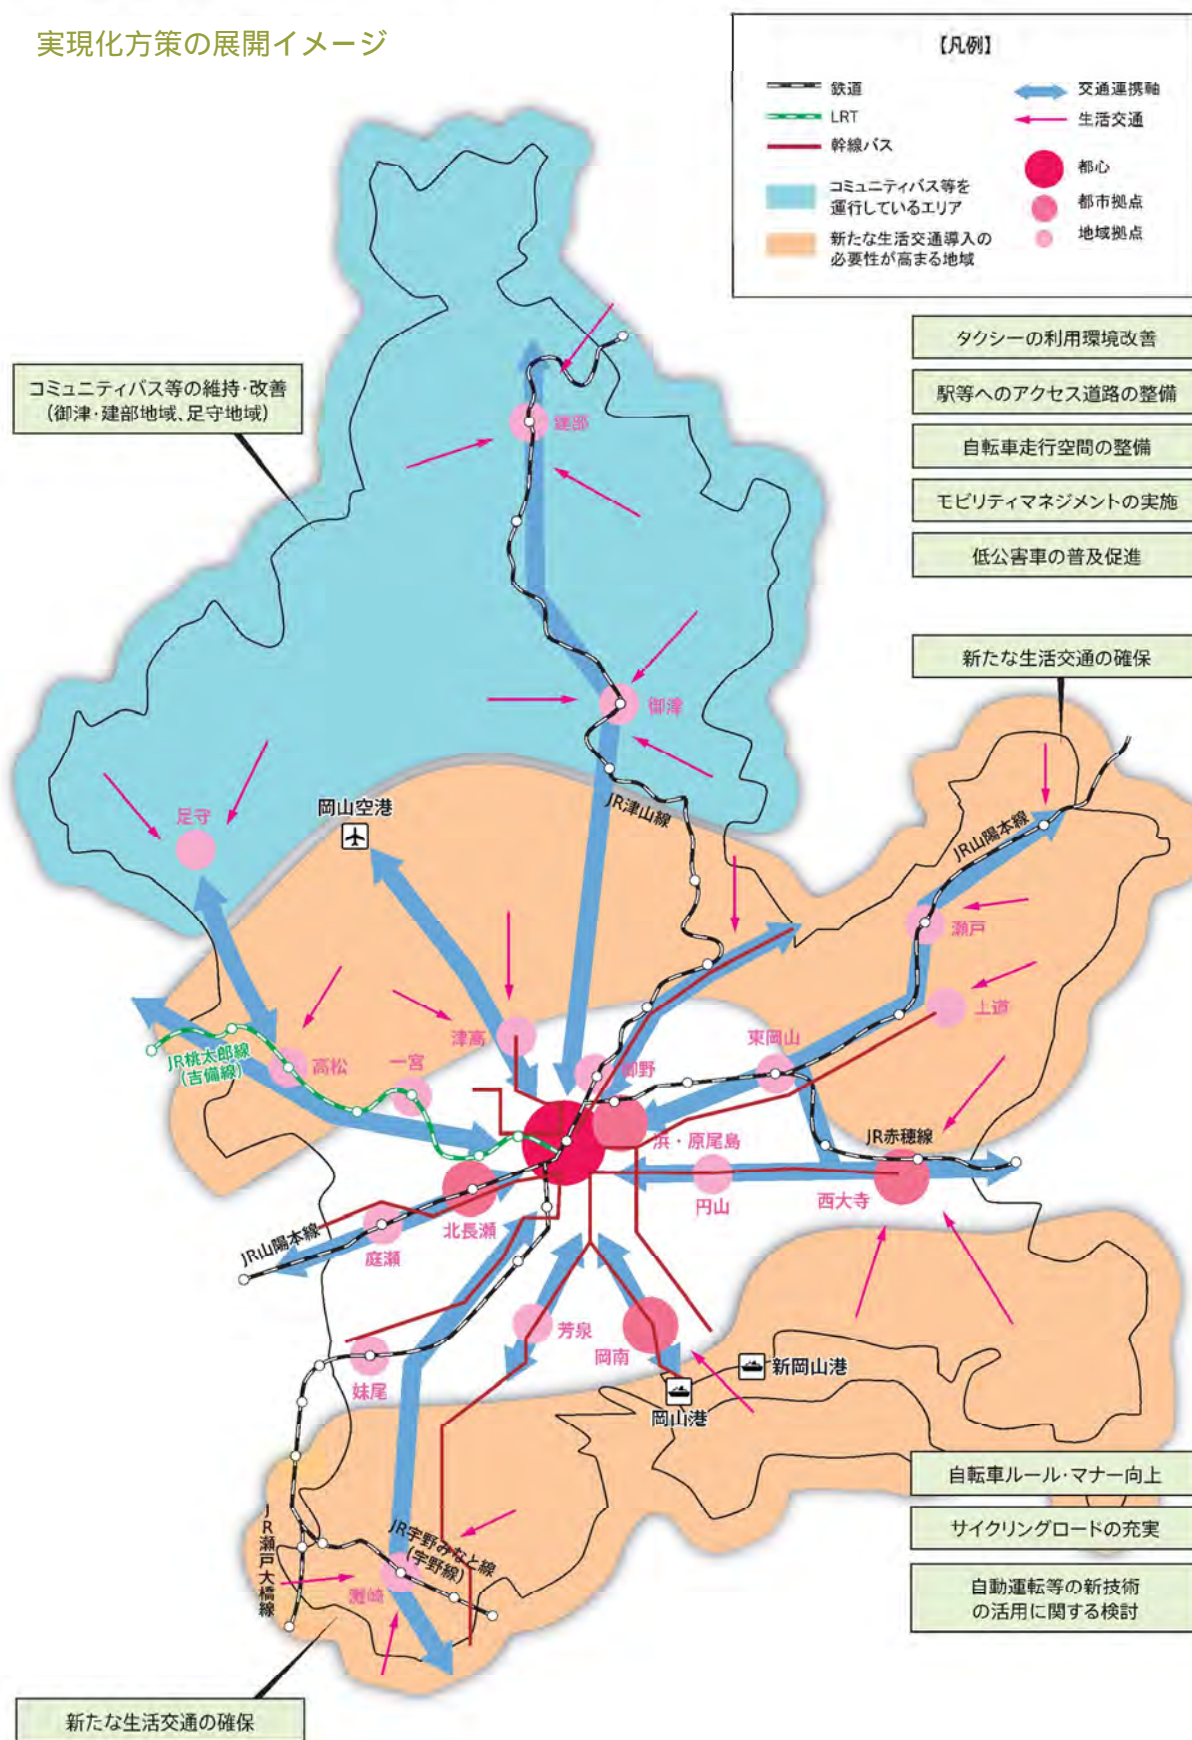 実現化方策の展開イメージ
【凡例】
鉄道
LRT
幹線バス
コミュニティバス等を
運行しているエリア
新たな生活交通導入の
必要性が高まる地域
交通連携軸
生活交通
都心
都市拠点
地域拠点
タクシーの利用環境改善
駅等へのアクセス道路の整備
自転車走行空間の整備
モビリティマネジメントの実施
低公害車の普及促進
コミュニティバス等の維持・改善
(御津・建部地域、足守地域)
新たな生活交通の確保
建部
御津
足守
岡山空港
JR津山線
JR山陽本線
瀬戸
上道
東岡山
津高
御野
一宮
高松
JR桃太郎線
(吉備線)
浜・原尾島
JR赤穂線
円山
西大寺
北長瀬
JR山陽本線
庭瀬
芳泉
岡南
妹尾
新岡山港
岡山港
JR瀬戸大橋線
JR宇野みなと線
(宇野線)
灘崎
自転車ルール・マナー向上
サイクリングロードの充実
自動運転等の新技術
の活用に関する検討
新たな生活交通の確保